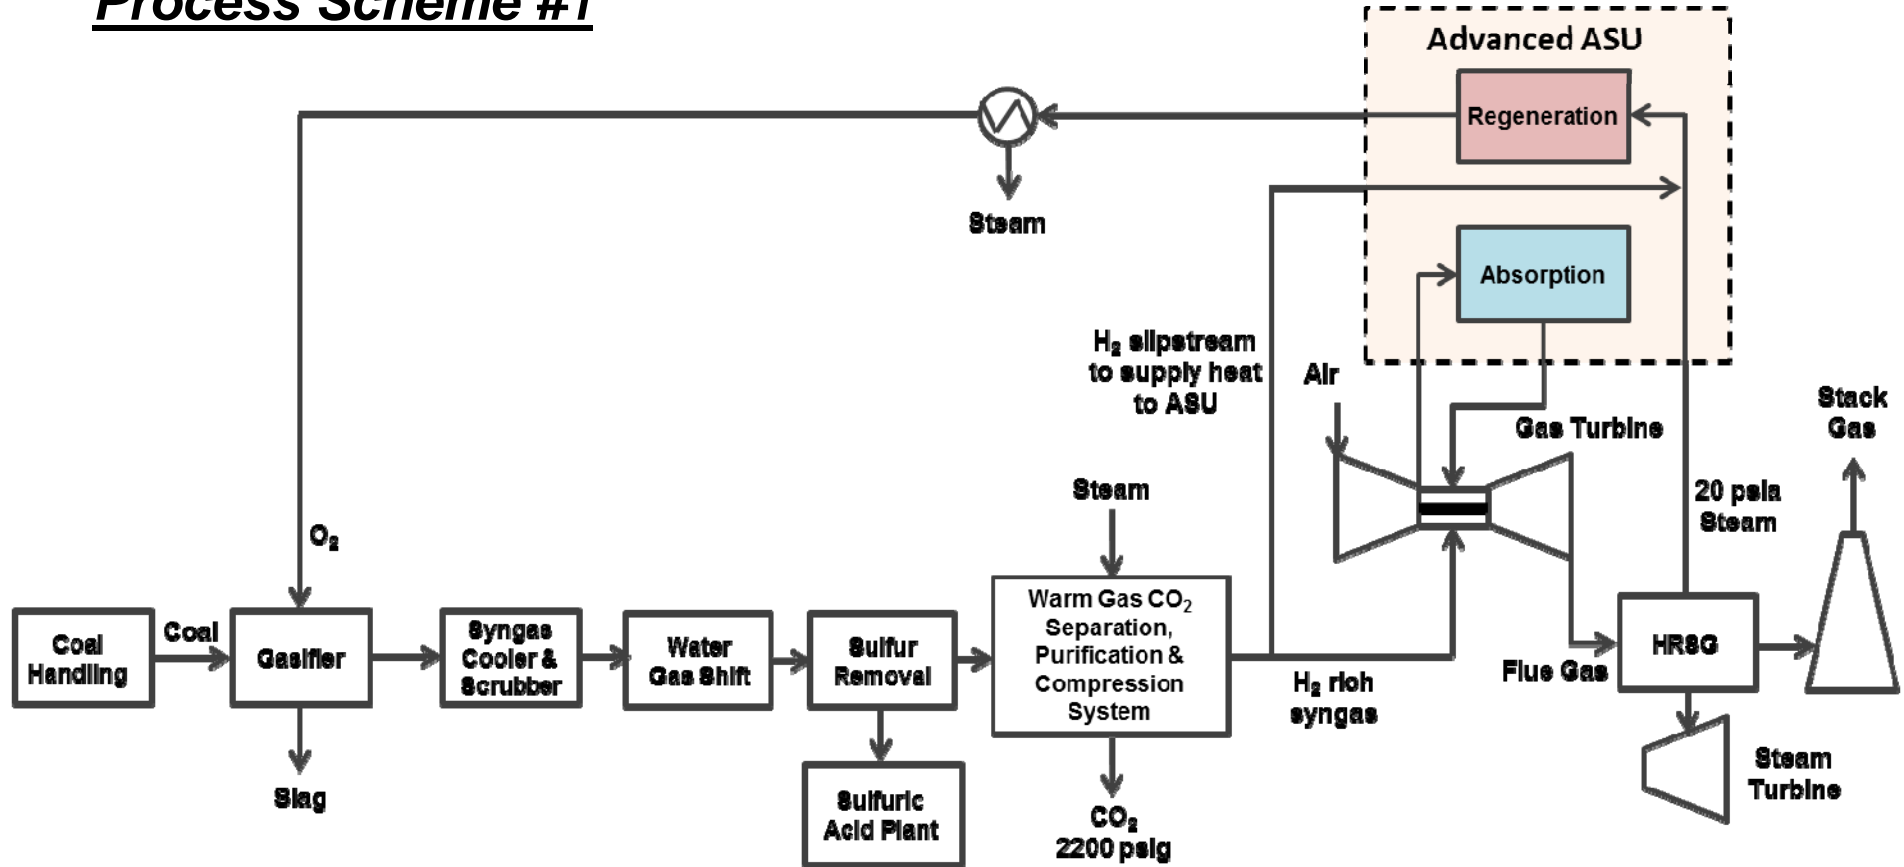 Process Scheme #1
Advanced ASU
Regeneration
Steam
Absorption
H₂ slipstream
to supply heat
to ASU
Air
Gas Turbine
Stack
Gas
20 psia
Steam
Steam
O₂
Coal
Handling
Coal
Gasifier
Syngas
Cooler &
Scrubber
Water
Gas Shift
Sulfur
Removal
Warm Gas CO₂
Separation,
Purification &
Compression
System
H₂ rich
syngas
Flue Gas
HRSG
Slag
Sulfuric
Acid Plant
CO₂
2200 psig
Steam
Turbine